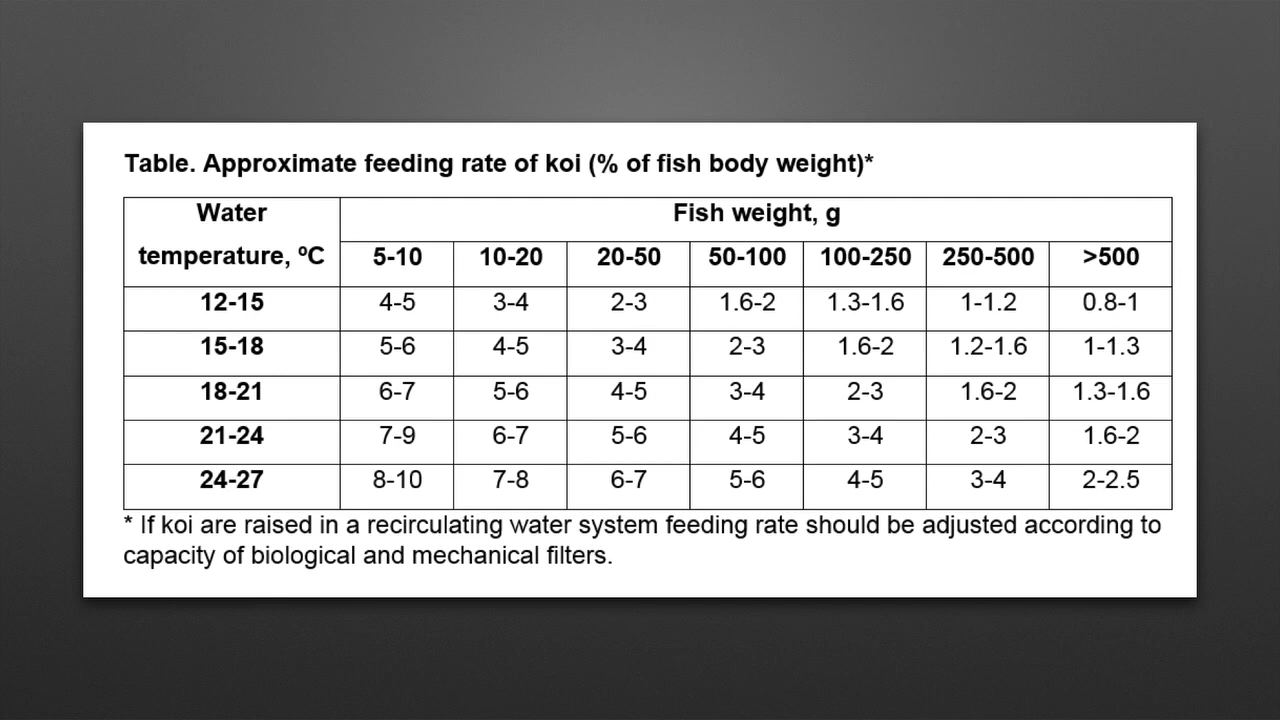 Table. Approximate feeding rate of koi (% of fish body weight)*
Water temperature, ºC Fish weight, g
5-10 10-20 20-50 50-100 100-250 250-500 >500
12-15 4-5 3-4 2-3 1.6-2 1.3-1.6 1-1.2 0.8-1
15-18 5-6 4-5 3-4 2-3 1.6-2 1.2-1.6 1-1.3
18-21 6-7 5-6 4-5 3-4 2-3 1.6-2 1.3-1.6
21-24 7-9 6-7 5-6 4-5 3-4 2-3 1.6-2
24-27 8-10 7-8 6-7 5-6 4-5 3-4 2-2.5
* If koi are raised in a recirculating water system feeding rate should be adjusted according to
capacity of biological and mechanical filters.